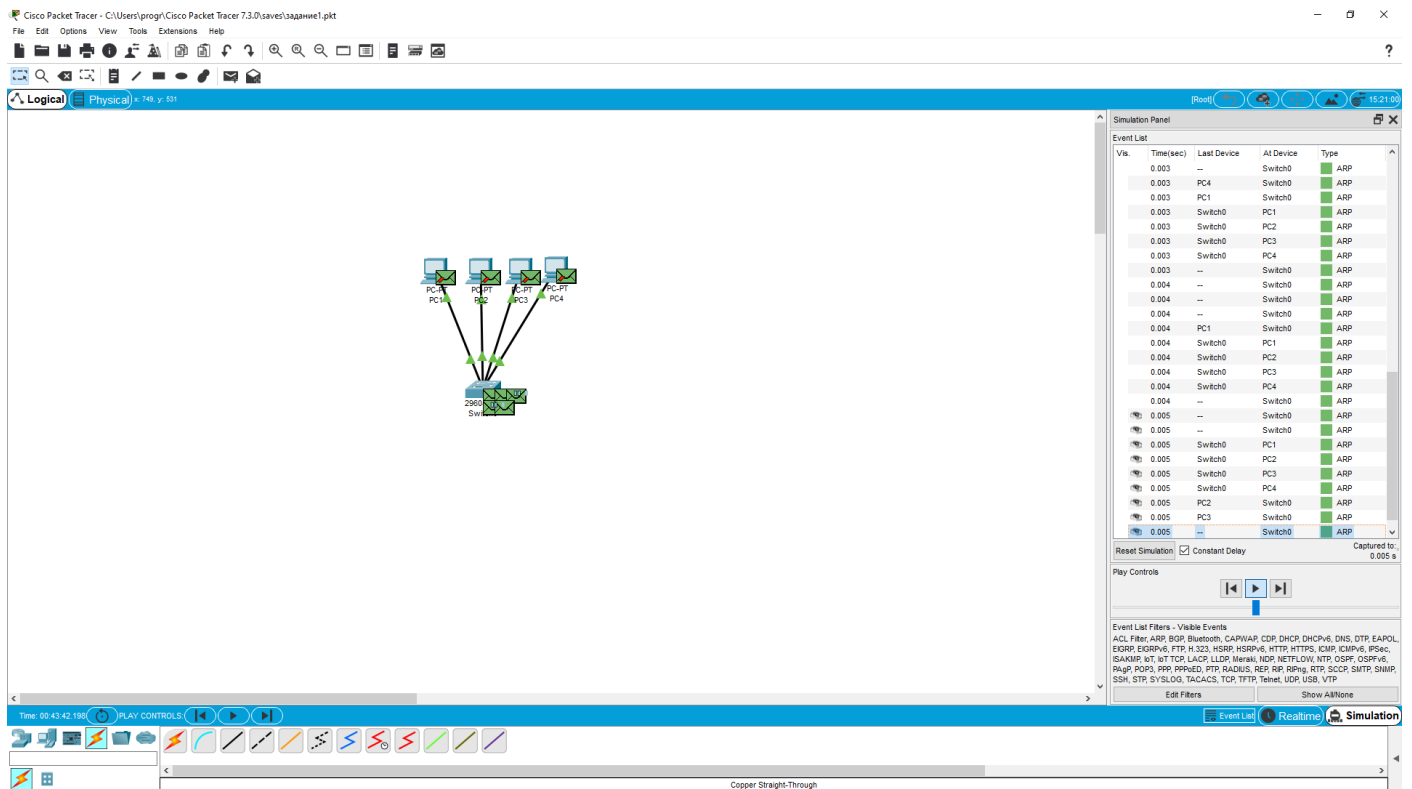 Cisco Packet Tracer - C:\Users\progr\Cisco Packet Tracer 7.3.0\saves\задание1.pkt
File Edit Options View Tools Extensions Help
?
Logical Physical x: 749, y: 531 [Root] 15:21:00
Simulation Panel
Event List
Vis. Time(sec) Last Device At Device Type
0.003 -- Switch0 ARP
0.003 PC4 Switch0 ARP
0.003 PC1 Switch0 ARP
0.003 Switch0 PC1 ARP
0.003 Switch0 PC2 ARP
0.003 Switch0 PC3 ARP
0.003 Switch0 PC4 ARP
0.003 -- Switch0 ARP
0.004 -- Switch0 ARP
0.004 -- Switch0 ARP
0.004 -- Switch0 ARP
0.004 PC1 Switch0 ARP
0.004 Switch0 PC1 ARP
0.004 Switch0 PC2 ARP
0.004 Switch0 PC3 ARP
0.004 Switch0 PC4 ARP
0.004 -- Switch0 ARP
0.005 -- Switch0 ARP
0.005 -- Switch0 ARP
0.005 Switch0 PC1 ARP
0.005 Switch0 PC2 ARP
0.005 Switch0 PC3 ARP
0.005 Switch0 PC4 ARP
0.005 PC2 Switch0 ARP
0.005 PC3 Switch0 ARP
0.005 -- Switch0 ARP
Reset Simulation Constant Delay Captured to:
0.005 s
Play Controls
Event List Filters - Visible Events
ACL Filter, ARP, BGP, Bluetooth, CAPWAP, CDP, DHCP, DHCPv6, DNS, DTP, EAPOL,
EIGRP, EIGRPv6, FTP, H.323, HSRP, HSRPv6, HTTP, HTTPS, ICMP, ICMPv6, IPSec,
ISAKMP, IoT, IoT TCP, LACP, LLDP, Meraki, NDP, NETFLOW, NTP, OSPF, OSPFv6,
PAgP, POP3, PPP, PPPoED, PTP, RADIUS, REP, RIP, RIPng, RTP, SCCP, SMTP, SNMP,
SSH, STP, SYSLOG, TACACS, TCP, TFTP, Telnet, UDP, USB, VTP
Edit Filters Show All/None
PC-PT PC-PT PC-PT PC-PT
PC1 PC2 PC3 PC4
2960
Time: 00:43:42.198 PLAY CONTROLS: Event List Realtime Simulation
Copper Straight-Through